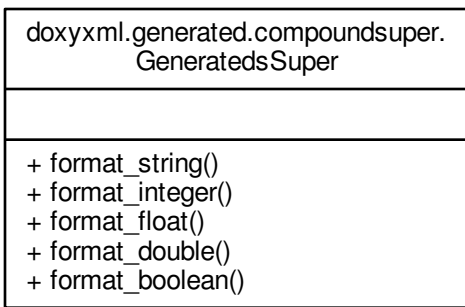 doxyxml.generated.compoundsuper.
GeneratedsSuper
+ format_string()
+ format_integer()
+ format_float()
+ format_double()
+ format_boolean()